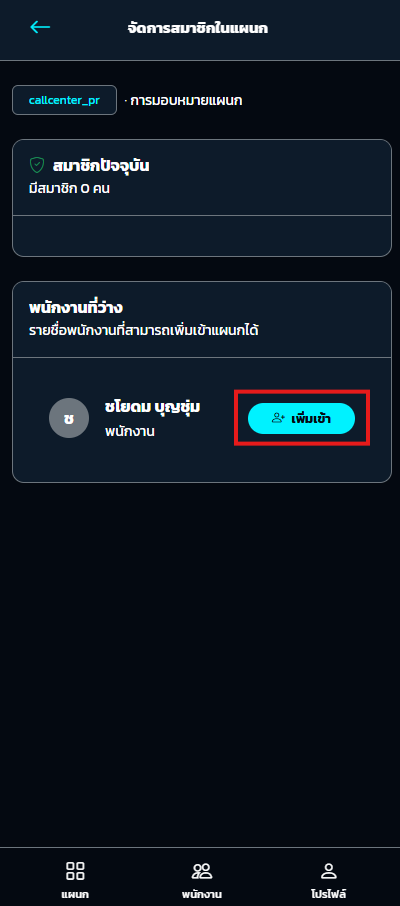 จัดการสมาชิกในแผนก
callcenter_pr · การมอบหมายแผนก
สมาชิกปัจจุบัน
มีสมาชิก 0 คน
พนักงานที่ว่าง
รายชื่อพนักงานที่สามารถเพิ่มเข้าแผนกได้
ช
ชโยดม บุญชุ่ม
พนักงาน
เพิ่มเข้า
แผนก พนักงาน โปรไฟล์